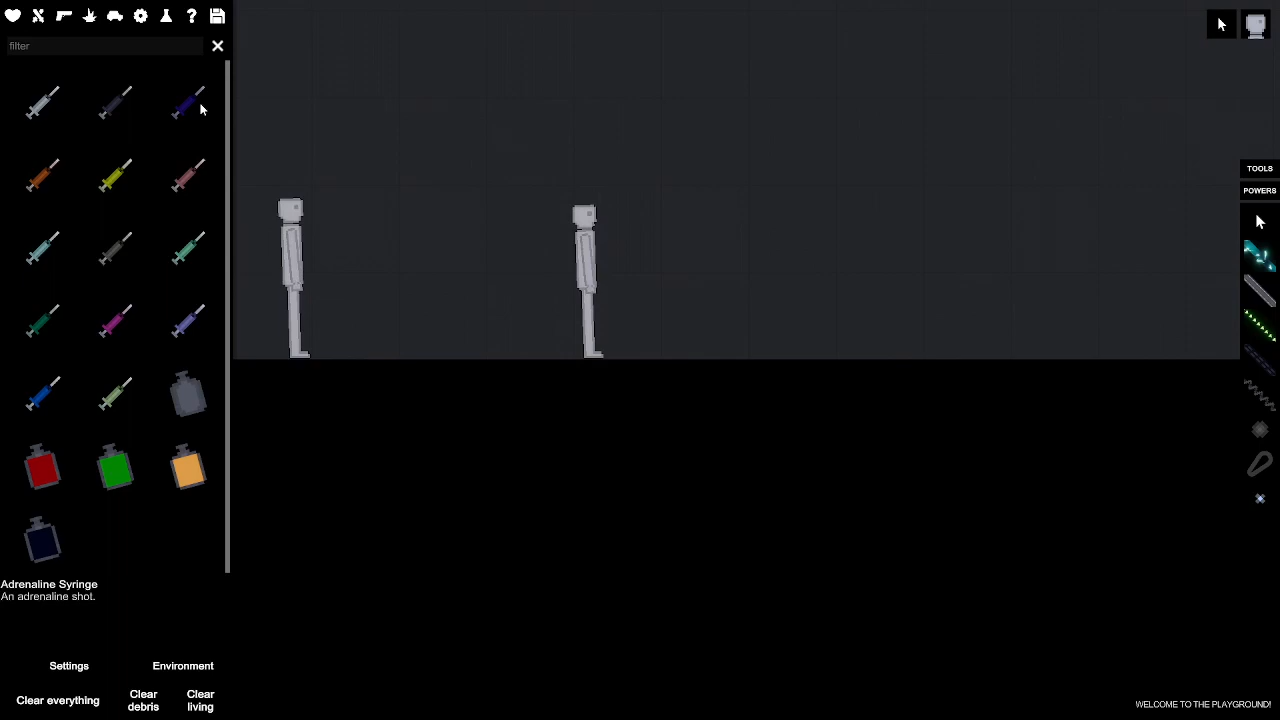 filter
TOOLS
POWERS
Adrenaline Syringe
An adrenaline shot.
Settings
Environment
Clear everything
Clear
debris
Clear
living
WELCOME TO THE PLAYGROUND!